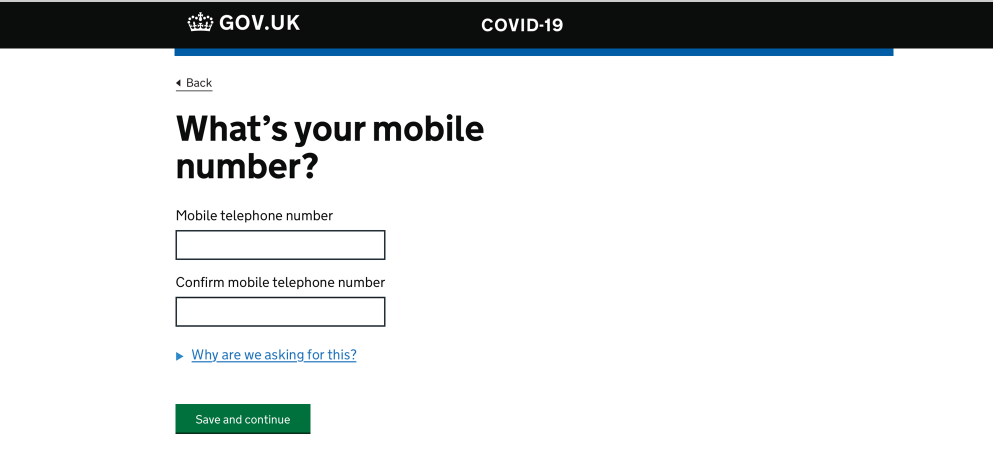 GOV.UK COVID-19
Back
What’s your mobile
number?
Mobile telephone number
Confirm mobile telephone number
Why are we asking for this?
Save and continue